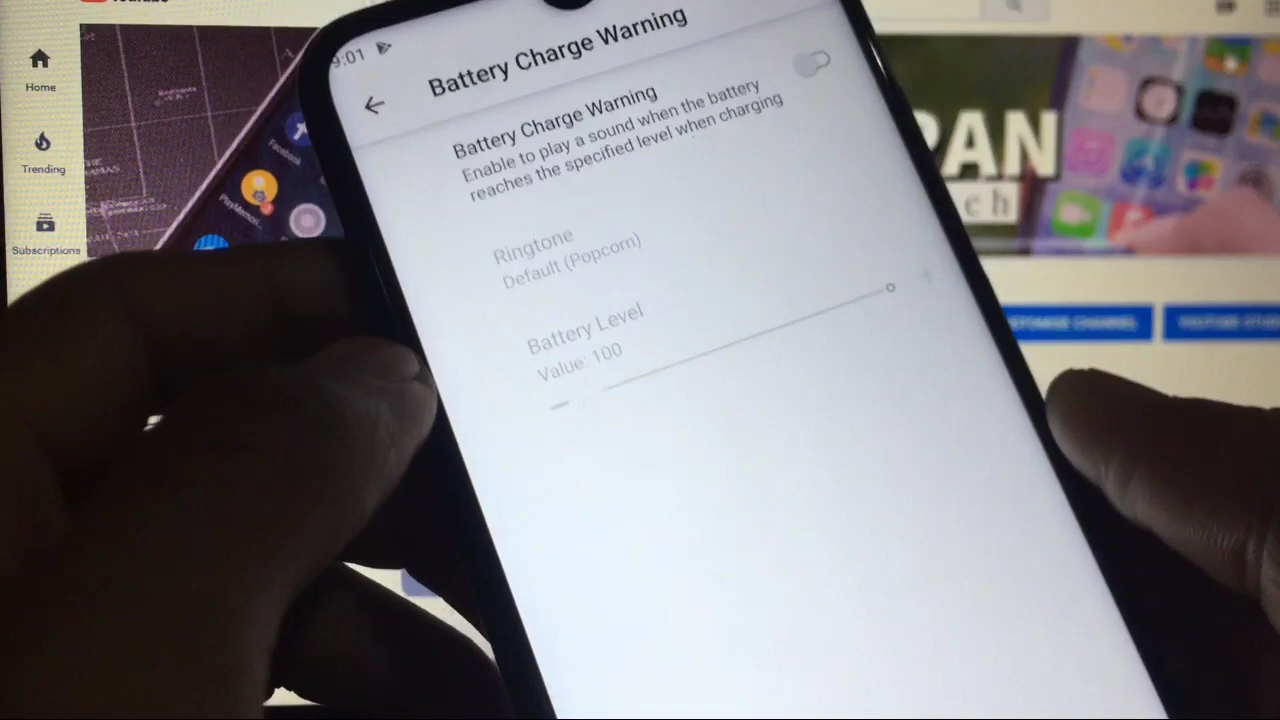 Home
Trending
Subscriptions
9:01
Battery Charge Warning
Battery Charge Warning
Enable to play a sound when the battery
reaches the specified level when charging
Ringtone
Default (Popcorn)
Battery Level
Value: 100
Facebook